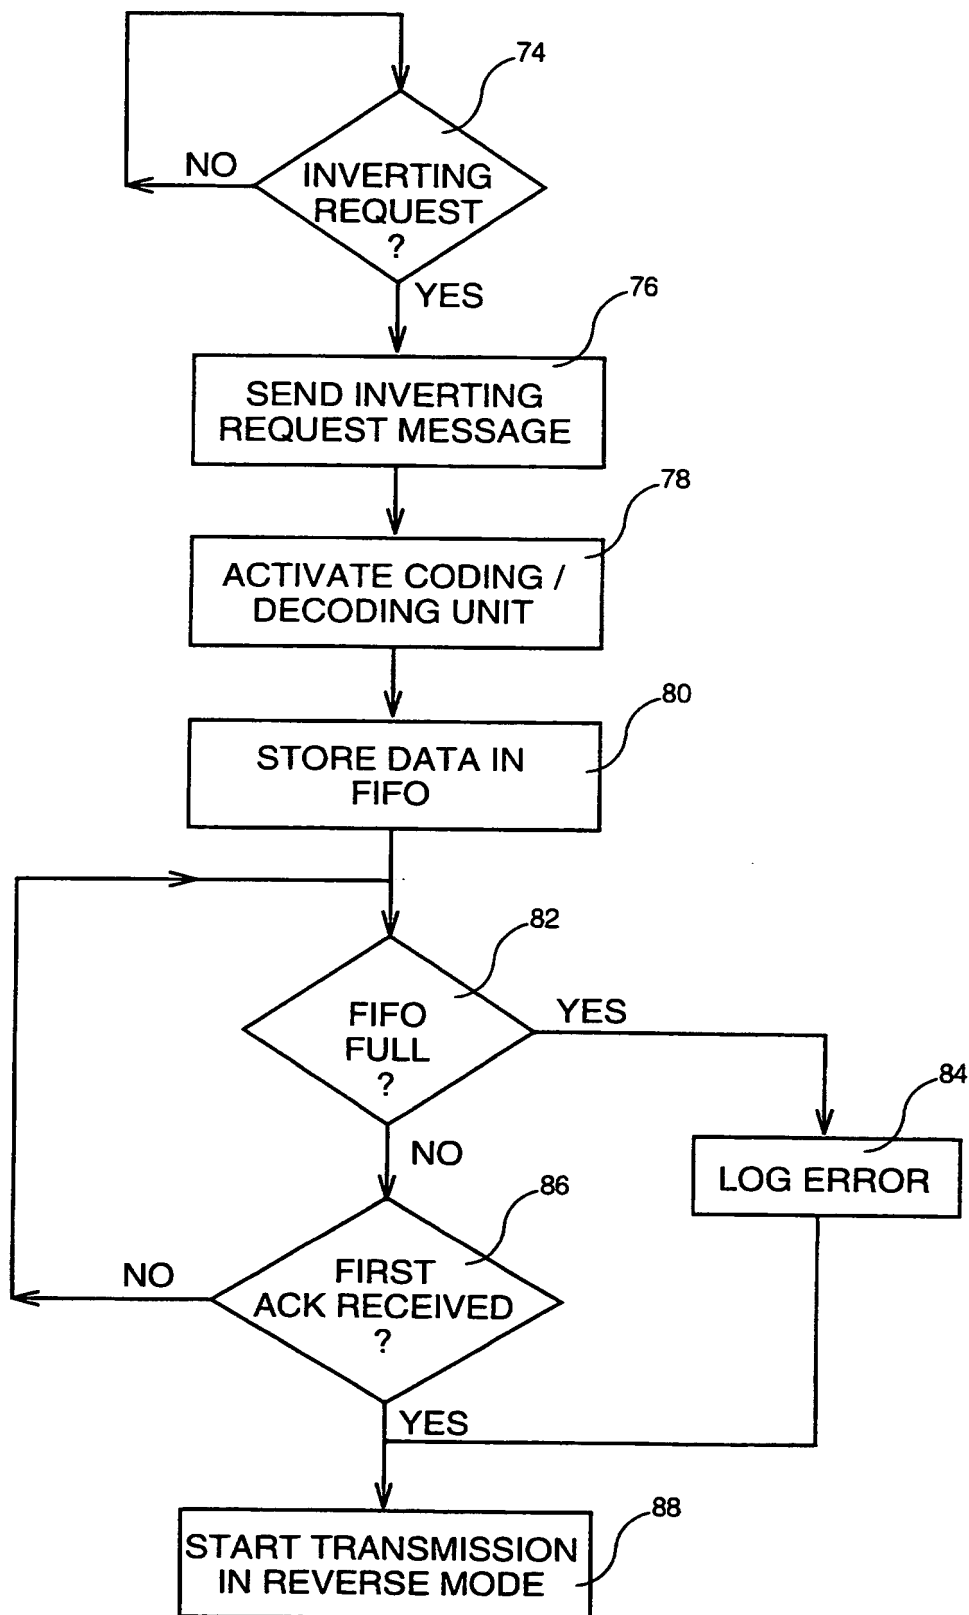 74
NO
INVERTING
REQUEST
?
YES
76
SEND INVERTING
REQUEST MESSAGE
78
ACTIVATE CODING /
DECODING UNIT
80
STORE DATA IN
FIFO
82
FIFO
FULL
?
YES
84
LOG ERROR
NO
86
NO
FIRST
ACK RECEIVED
?
YES
88
START TRANSMISSION
IN REVERSE MODE